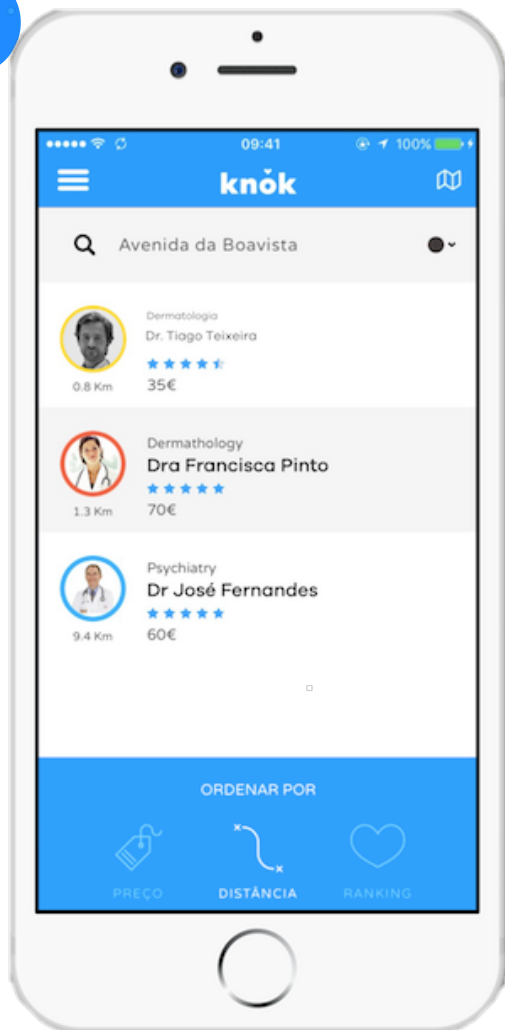 09:41
100%
knok
Avenida da Boavista
Dermatologia
Dr. Tiago Teixeira
0.8 Km
35€
Dermathology
Dra Francisca Pinto
1.3 Km
70€
Psychiatry
Dr José Fernandes
9.4 Km
60€
ORDENAR POR
PREÇO
DISTÂNCIA
RANKING